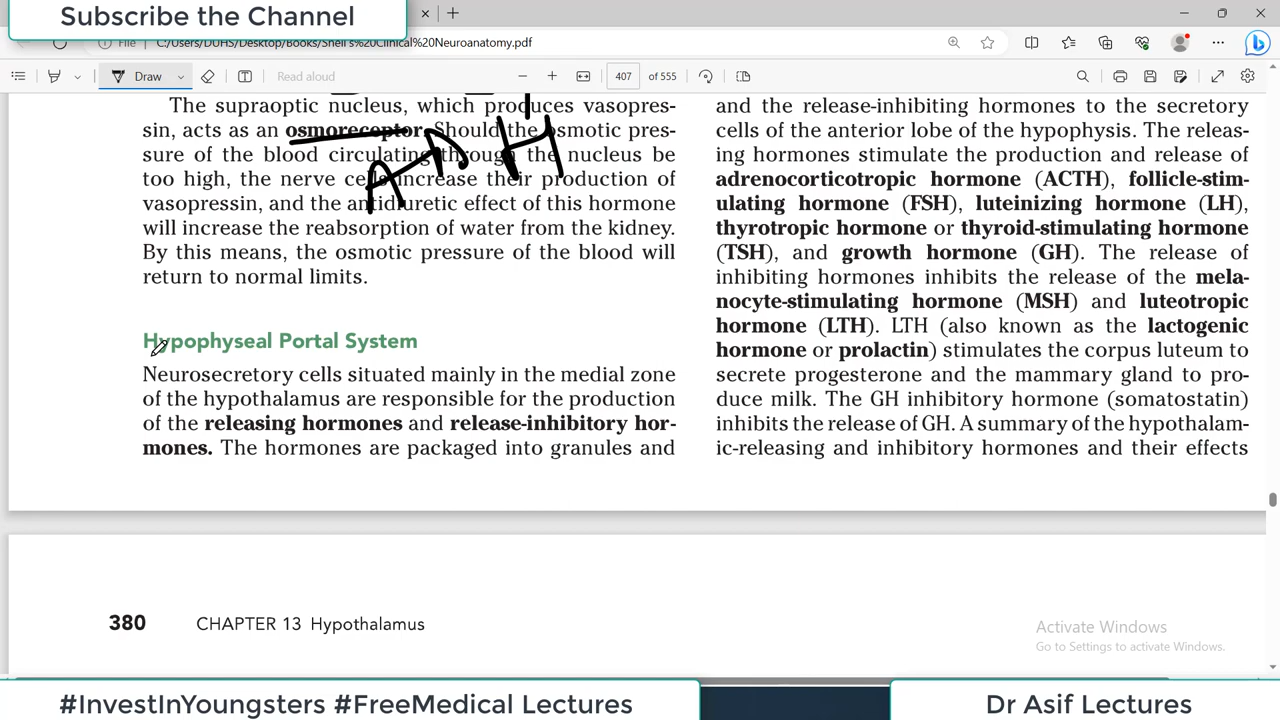 Subscribe the Channel
File
C:/Users/DUHS/Desktop/Books/Snell's%20Clinical%20Neuroanatomy.pdf
Draw
Read aloud
407
of 555
The supraoptic nucleus, which produces vasopres-
sin, acts as an osmoreceptor. Should the osmotic pres-
sure of the blood circulating through the nucleus be
too high, the nerve cells increase their production of
vasopressin, and the antidiuretic effect of this hormone
will increase the reabsorption of water from the kidney.
By this means, the osmotic pressure of the blood will
return to normal limits.
ADH
Hypophyseal Portal System
Neurosecretory cells situated mainly in the medial zone
of the hypothalamus are responsible for the production
of the releasing hormones and release-inhibitory hor-
mones. The hormones are packaged into granules and
and the release-inhibiting hormones to the secretory
cells of the anterior lobe of the hypophysis. The releas-
ing hormones stimulate the production and release of
adrenocorticotropic hormone (ACTH), follicle-stim-
ulating hormone (FSH), luteinizing hormone (LH),
thyrotropic hormone or thyroid-stimulating hormone
(TSH), and growth hormone (GH). The release of
inhibiting hormones inhibits the release of the mela-
nocyte-stimulating hormone (MSH) and luteotropic
hormone (LTH). LTH (also known as the lactogenic
hormone or prolactin) stimulates the corpus luteum to
secrete progesterone and the mammary gland to pro-
duce milk. The GH inhibitory hormone (somatostatin)
inhibits the release of GH. A summary of the hypothalam-
ic-releasing and inhibitory hormones and their effects
380 CHAPTER 13 Hypothalamus
Activate Windows
Go to Settings to activate Windows.
#InvestInYoungsters #FreeMedical Lectures
Dr Asif Lectures